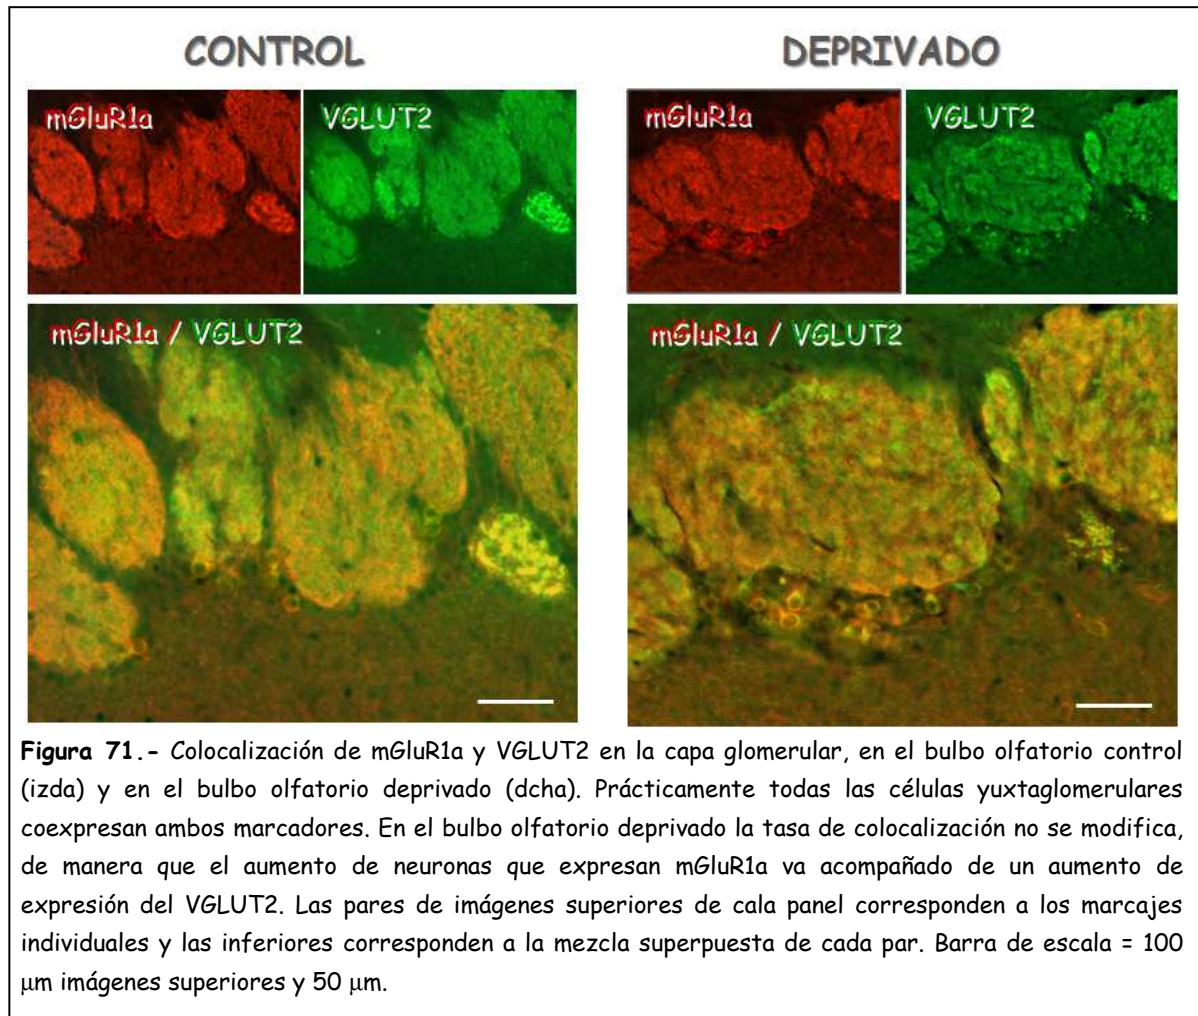 CONTROL
DEPRIVADO
mGluR1a
VGLUT2
mGluR1a
VGLUT2
mGluR1a / VGLUT2
mGluR1a / VGLUT2
Figura 71.- Colocalización de mGluR1a y VGLUT2 en la capa glomerular, en el bulbo olfatorio control
(izda) y en el bulbo olfatorio deprivado (dcha). Prácticamente todas las células yuxtaglomerulares
coexpresan ambos marcadores. En el bulbo olfatorio deprivado la tasa de colocalización no se modifica,
de manera que el aumento de neuronas que expresan mGluR1a va acompañado de un aumento de
expresión del VGLUT2. Las pares de imágenes superiores de cala panel corresponden a los marcajes
individuales y las inferiores corresponden a la mezcla superpuesta de cada par. Barra de escala = 100
μm imágenes superiores y 50 μm.